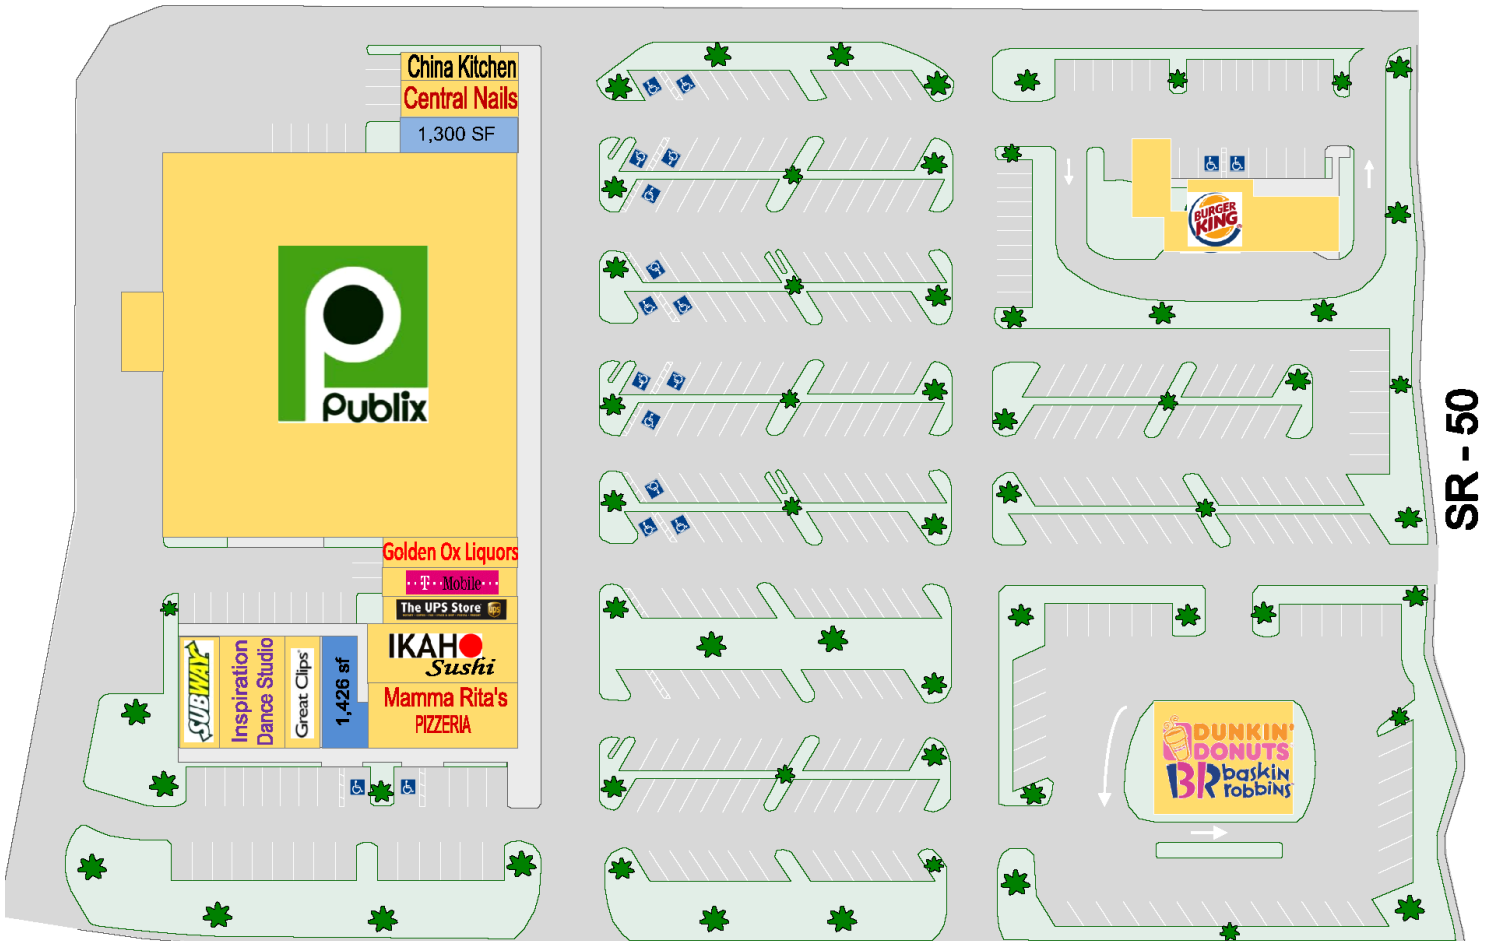 China Kitchen
Central Nails
1,300 SF
Publix
Golden Ox Liquors
T Mobile
The UPS Store ups
IKAHO
Sushi
Mamma Rita's
PIZZERIA
SUBWAY
Inspiration
Dance Studio
Great Clips
1,426 sf
BURGER
KING
DUNKIN'
DONUTS
BR baskin
robbins
SR - 50